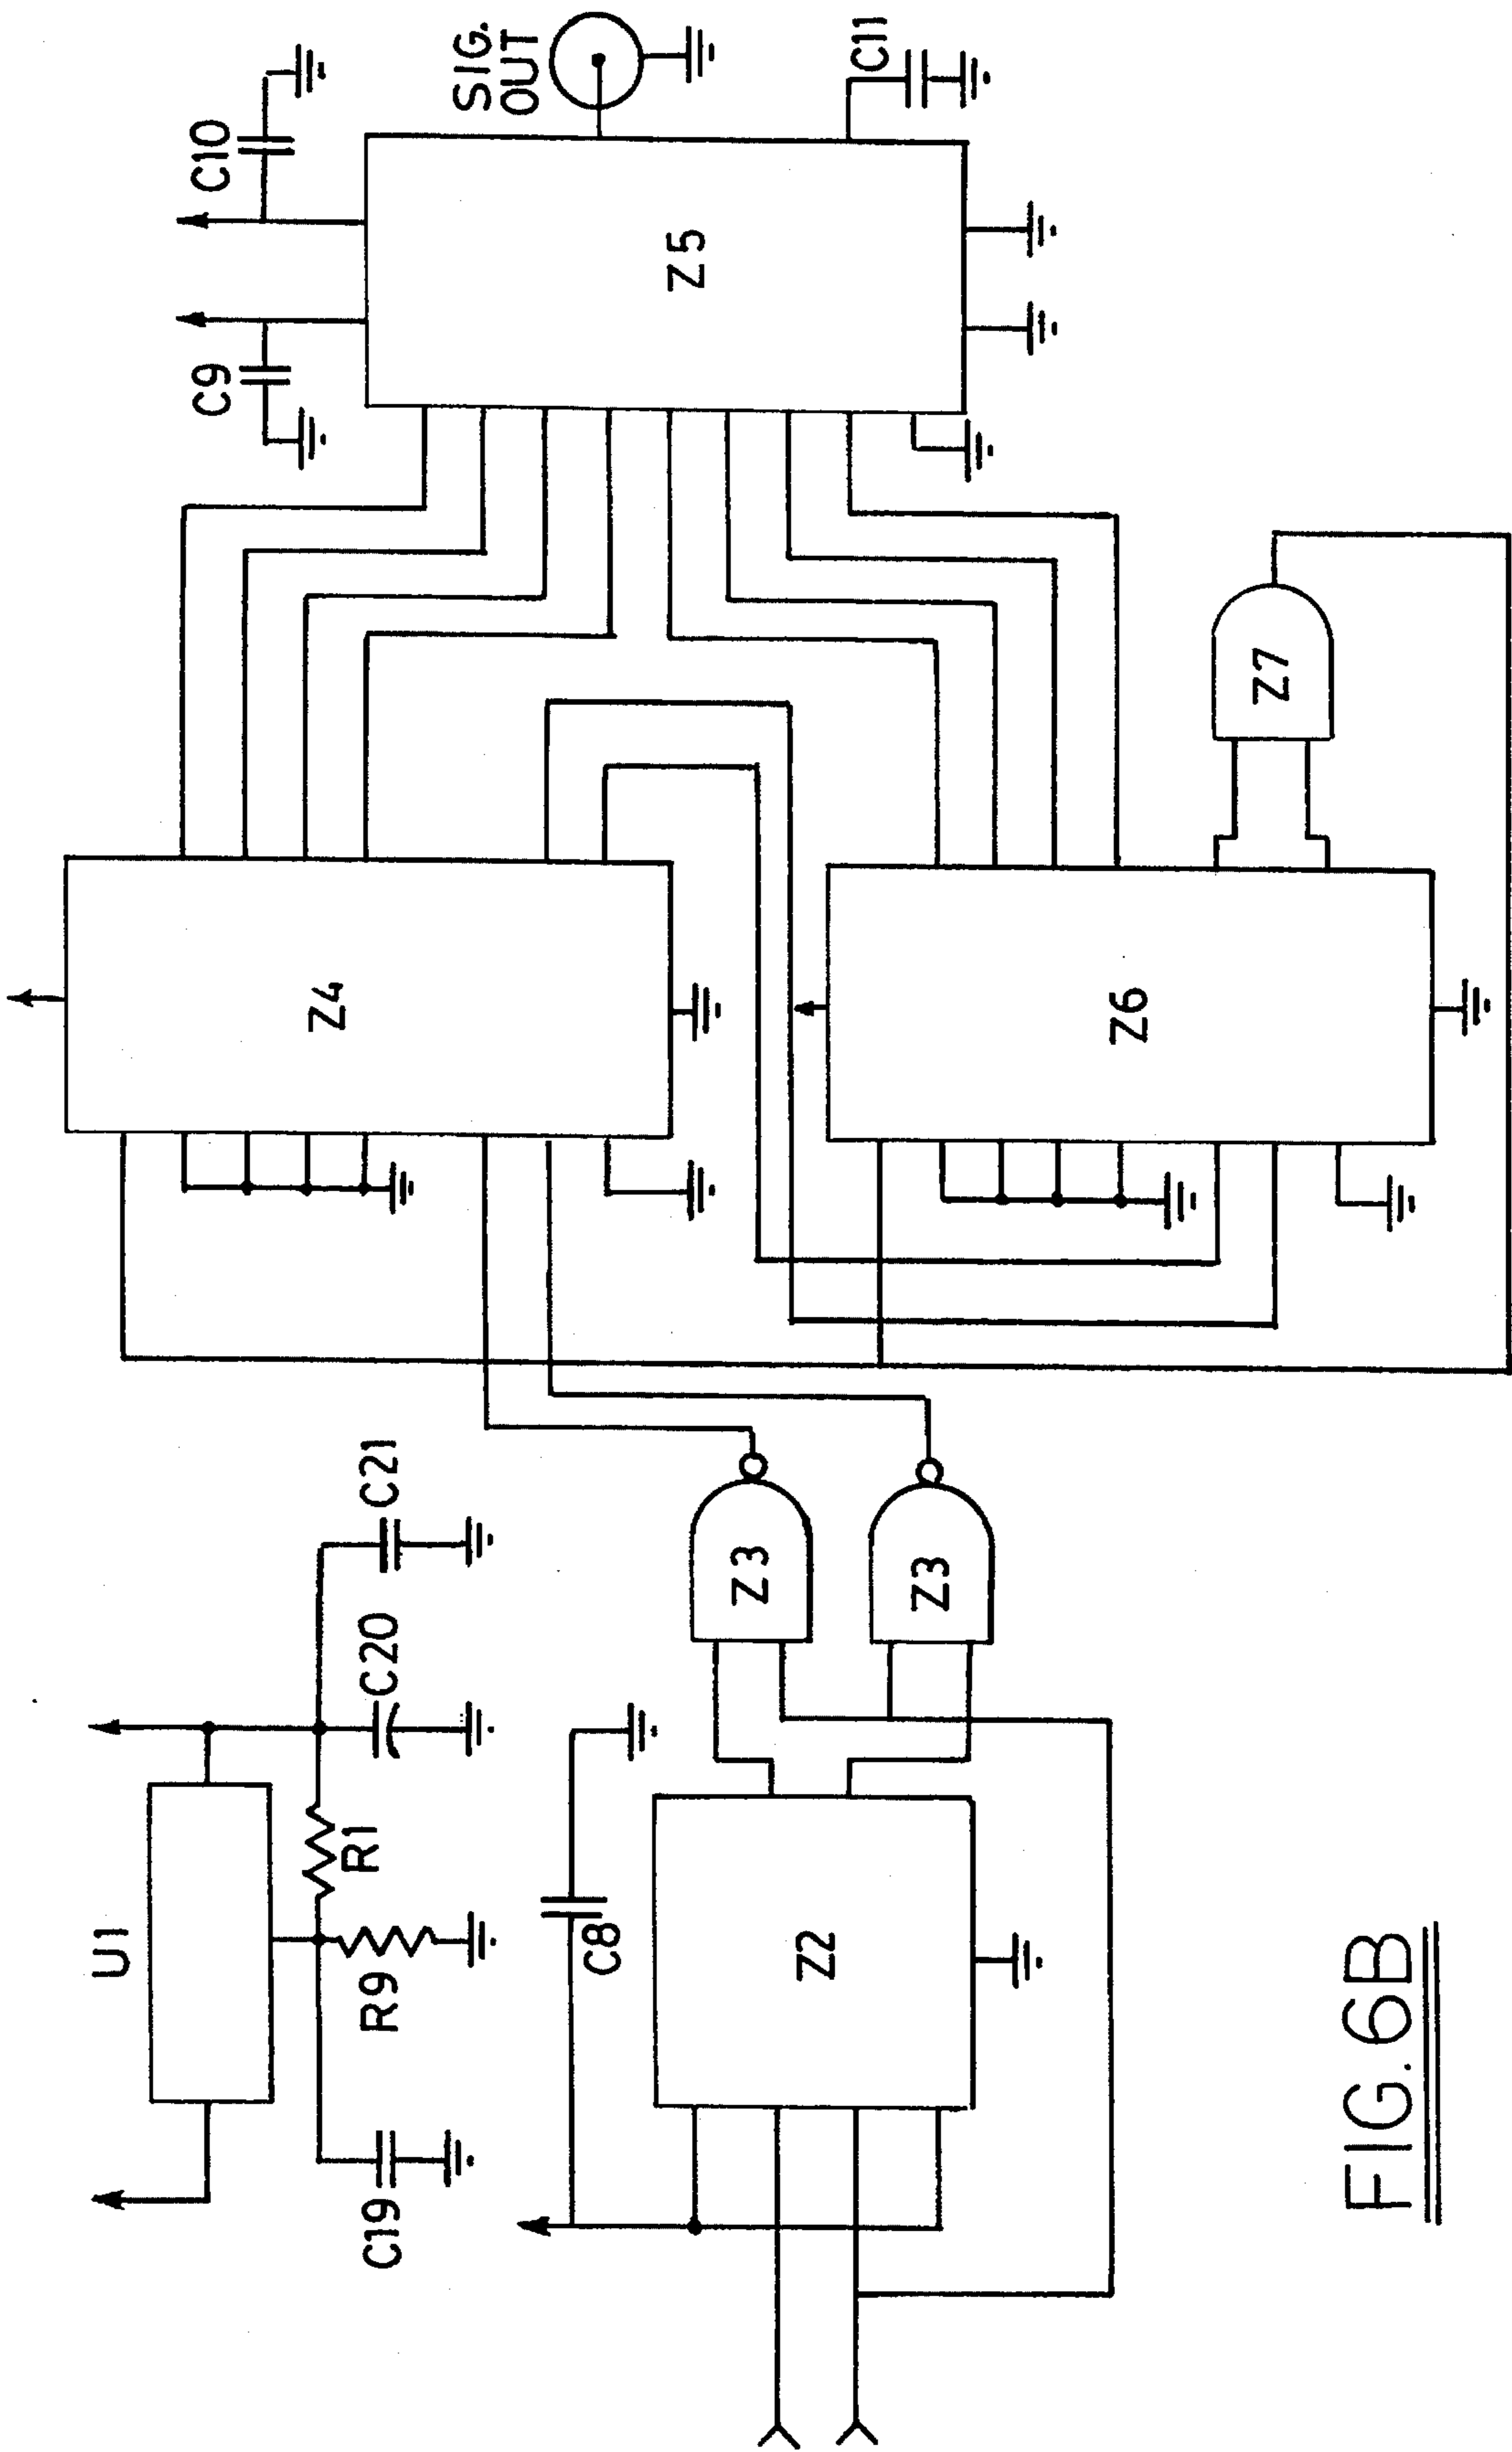 U1
R1
R9
C19
C20
C21
C8
Z2
Z3
Z3
Z4
Z6
Z7
C9
C10
Z5
SIG.
OUT
C11
FIG. 6B